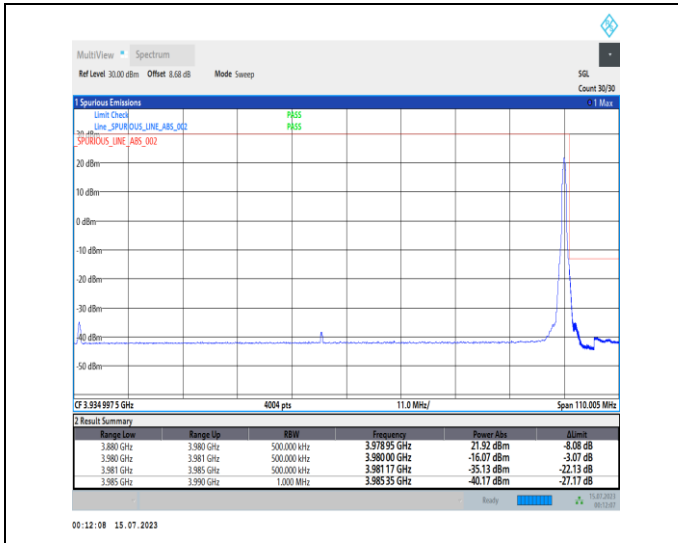 MultiView Spectrum
Ref Level 30.00 dBm Offset 8.68 dB Mode Sweep SGL
Count 30/30
1 Spurious Emissions 1 Max
Limit Check PASS
Line _SPURIOUS_LINE_ABS_002 PASS
30 dBm
_SPURIOUS_LINE_ABS_002
20 dBm
10 dBm
0 dBm
-10 dBm
-20 dBm
-30 dBm
-40 dBm
-50 dBm
CF 3.934 997 5 GHz 4004 pts 11.0 MHz/ Span 110.005 MHz
2 Result Summary
Range Low Range Up RBW Frequency Power Abs ΔLimit
3.880 GHz 3.980 GHz 500.000 kHz 3.978 95 GHz 21.92 dBm -8.08 dB
3.980 GHz 3.981 GHz 500.000 kHz 3.980 00 GHz -16.07 dBm -3.07 dB
3.981 GHz 3.985 GHz 500.000 kHz 3.981 17 GHz -35.13 dBm -22.13 dB
3.985 GHz 3.990 GHz 1.000 MHz 3.985 35 GHz -40.17 dBm -27.17 dB
Ready 15.07.2023
00:12:07
00:12:08 15.07.2023